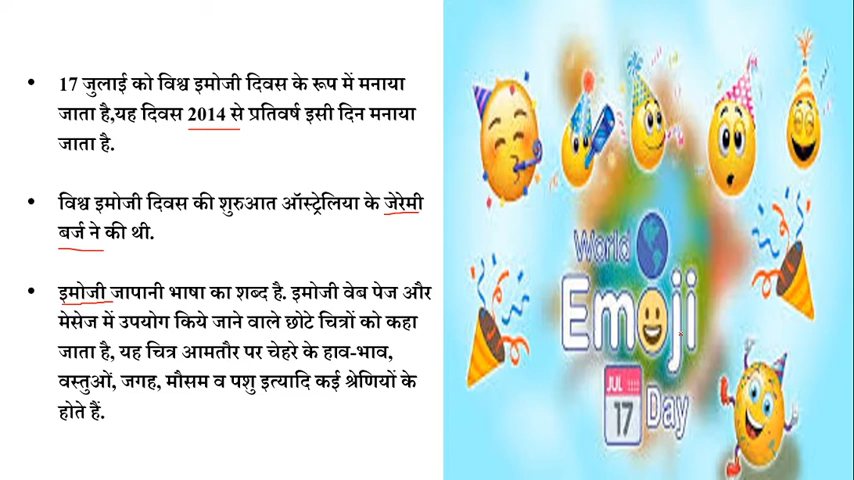 • 17 जुलाई को विश्व इमोजी दिवस के रूप में मनाया
जाता है,यह दिवस 2014 से प्रतिवर्ष इसी दिन मनाया
जाता है.
• विश्व इमोजी दिवस की शुरुआत ऑस्ट्रेलिया के जेरेमी
बर्ज ने की थी.
• इमोजी जापानी भाषा का शब्द है. इमोजी वेब पेज और
मेसेज में उपयोग किये जाने वाले छोटे चित्रों को कहा
जाता है, यह चित्र आमतौर पर चेहरे के हाव-भाव,
वस्तुओं, जगह, मौसम व पशु इत्यादि कई श्रेणियों के
होते हैं.
World
Emoji
JUL
17
Day